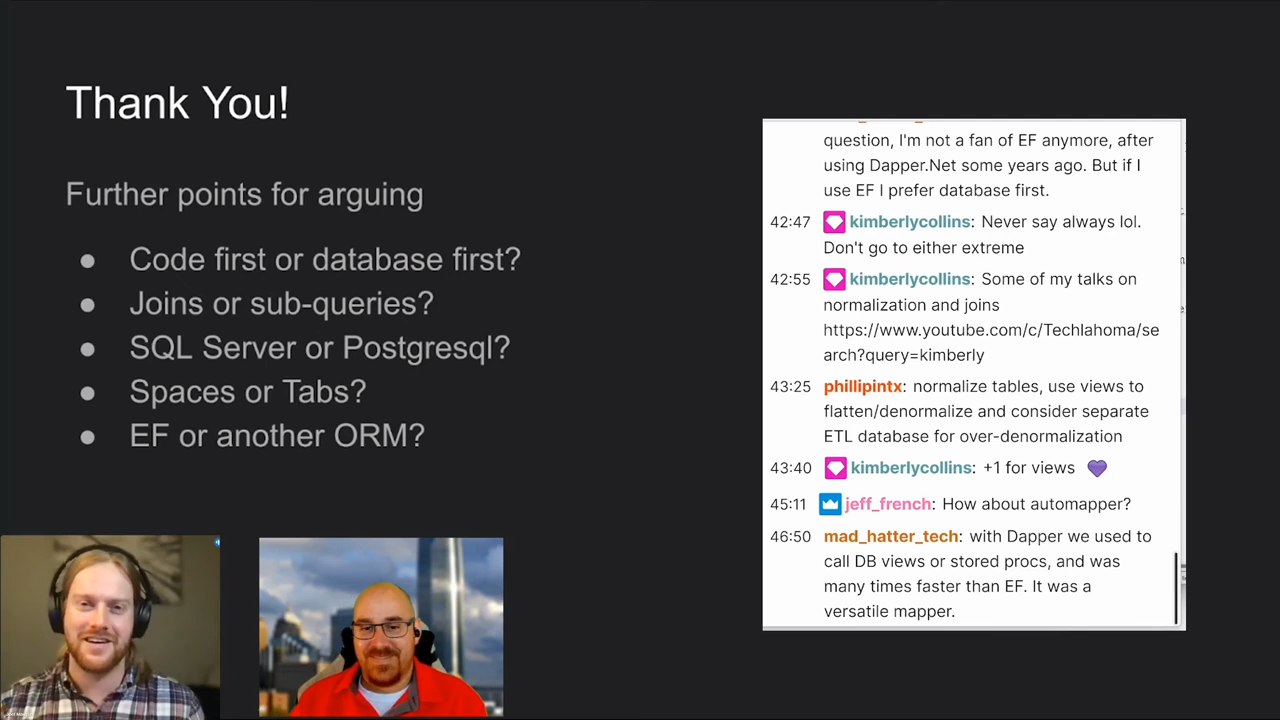 Thank You!
Further points for arguing
● Code first or database first?
● Joins or sub-queries?
● SQL Server or Postgresql?
● Spaces or Tabs?
● EF or another ORM?
question, I'm not a fan of EF anymore, after
using Dapper.Net some years ago. But if I
use EF I prefer database first.
42:47 kimberlycollins: Never say always lol.
Don't go to either extreme
42:55 kimberlycollins: Some of my talks on
normalization and joins
https://www.youtube.com/c/Techlahoma/se
arch?query=kimberly
43:25 phillipintx: normalize tables, use views to
flatten/denormalize and consider separate
ETL database for over-denormalization
43:40 kimberlycollins: +1 for views 💜
45:11 jeff_french: How about automapper?
46:50 mad_hatter_tech: with Dapper we used to
call DB views or stored procs, and was
many times faster than EF. It was a
versatile mapper.